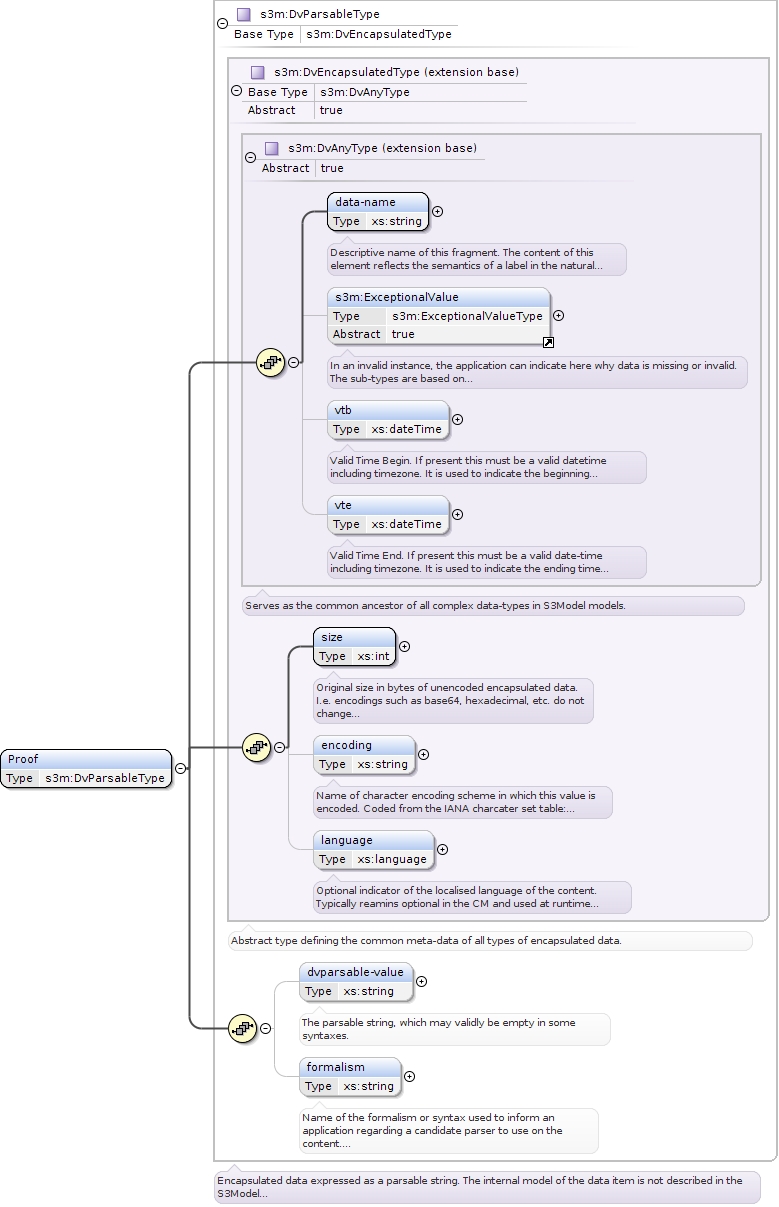 s3m:DvParsableType
Base Type s3m:DvEncapsulatedType
s3m:DvEncapsulatedType (extension base)
Base Type s3m:DvAnyType
Abstract true
s3m:DvAnyType (extension base)
Abstract true
data-name
Type xs:string
Descriptive name of this fragment. The content of this
element reflects the semantics of a label in the natural...
s3m:ExceptionalValue
Type s3m:ExceptionalValueType
Abstract true
In an invalid instance, the application can indicate here why data is missing or invalid.
The sub-types are based on...
vtb
Type xs:dateTime
Valid Time Begin. If present this must be a valid datetime
including timezone. It is used to indicate the beginning...
vte
Type xs:dateTime
Valid Time End. If present this must be a valid date-time
including timezone. It is used to indicate the ending time...
Serves as the common ancestor of all complex data-types in S3Model models.
size
Type xs:int
Original size in bytes of unencoded encapsulated data.
I.e. encodings such as base64, hexadecimal, etc. do not
change...
encoding
Type xs:string
Name of character encoding scheme in which this value is
encoded. Coded from the IANA charcater set table:...
language
Type xs:language
Optional indicator of the localised language of the content.
Typically reamins optional in the CM and used at runtime...
Proof
Type s3m:DvParsableType
Abstract type defining the common meta-data of all types of encapsulated data.
dvparsable-value
Type xs:string
The parsable string, which may validly be empty in some
syntaxes.
formalism
Type xs:string
Name of the formalism or syntax used to inform an
application regarding a candidate parser to use on the
content....
Encapsulated data expressed as a parsable string. The internal model of the data item is not described in the
S3Model...